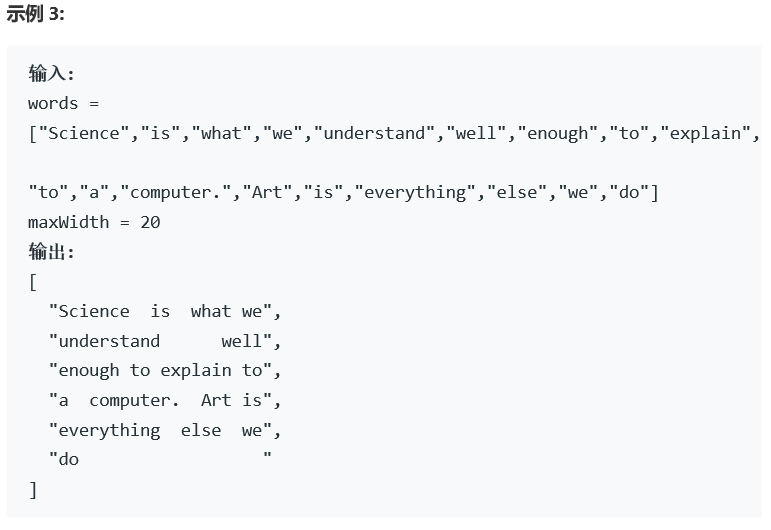 示例 3:
输入:
words =
["Science","is","what","we","understand","well","enough","to","explain",
"to","a","computer.","Art","is","everything","else","we","do"]
maxWidth = 20
输出:
[
  "Science  is  what we",
  "understand      well",
  "enough to explain to",
  "a  computer.  Art is",
  "everything  else  we",
  "do                  "
]